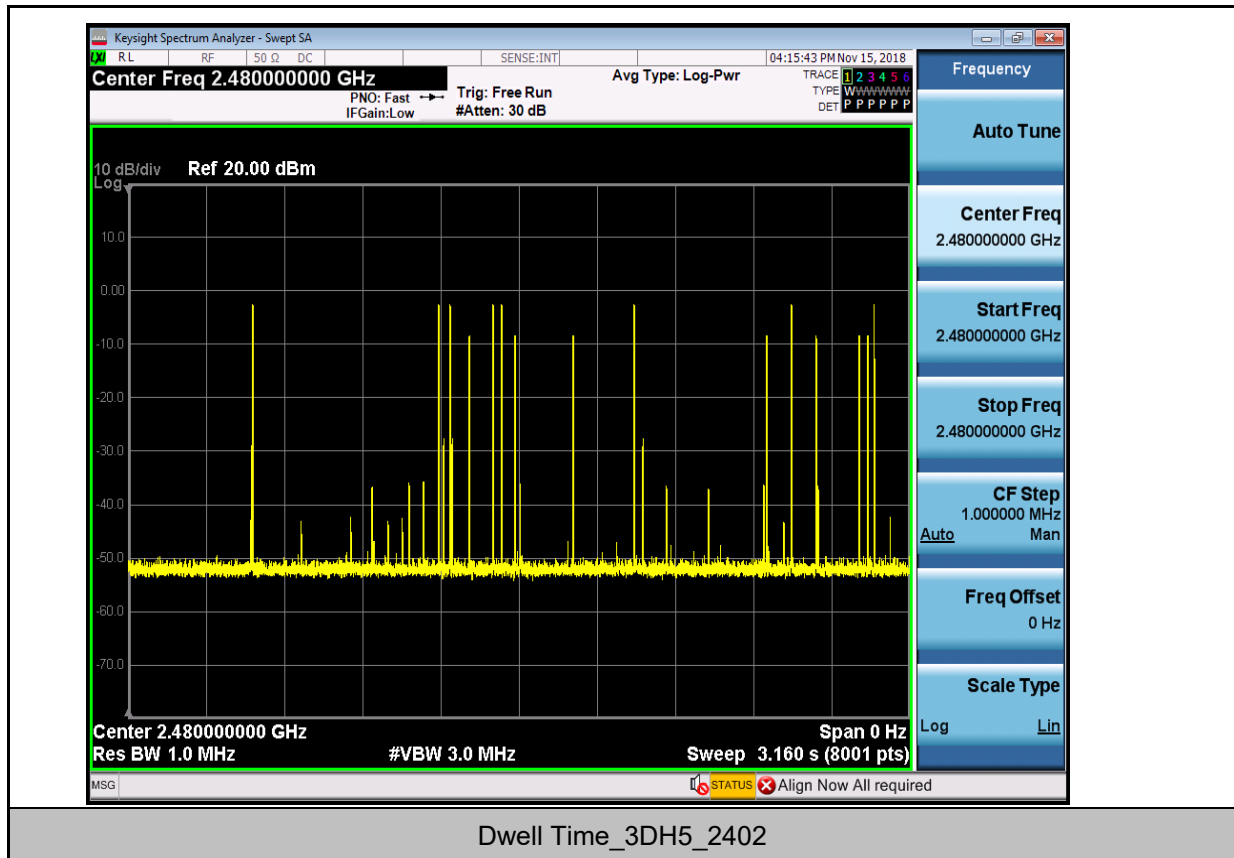 Keysight Spectrum Analyzer - Swept SA
LXI RL RF 50 Ω DC SENSE:INT 04:15:43 PM Nov 15, 2018
Center Freq 2.480000000 GHz
PNO: Fast
IFGain:Low
Trig: Free Run
#Atten: 30 dB
Avg Type: Log-Pwr
TRACE 1 2 3 4 5 6
TYPE WWWWWW
DET P P P P P P
10 dB/div Ref 20.00 dBm
Log
10.0
0.00
-10.0
-20.0
-30.0
-40.0
-50.0
-60.0
-70.0
Center 2.480000000 GHz Span 0 Hz
Res BW 1.0 MHz #VBW 3.0 MHz Sweep 3.160 s (8001 pts)
Frequency
Auto Tune
Center Freq
2.480000000 GHz
Start Freq
2.480000000 GHz
Stop Freq
2.480000000 GHz
CF Step
1.000000 MHz
Auto Man
Freq Offset
0 Hz
Scale Type
Log Lin
MSG STATUS Align Now All required
Dwell Time_3DH5_2402